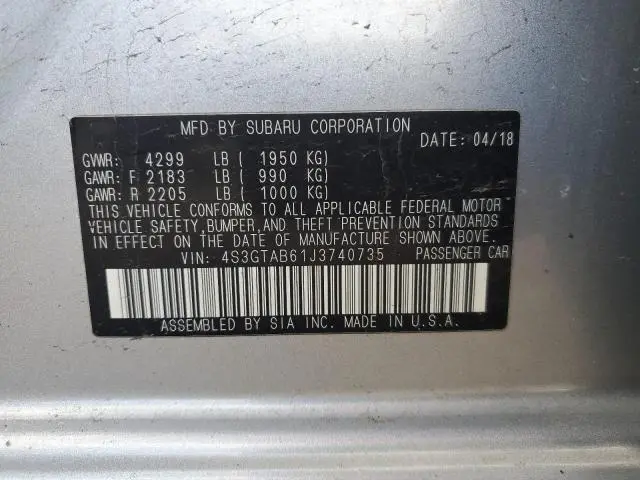 MFD BY SUBARU CORPORATION
DATE: 04/18
GVWR: 4299 LB ( 1950 KG)
GAWR: F 2183 LB ( 990 KG)
GAWR: R 2205 LB ( 1000 KG)
THIS VEHICLE CONFORMS TO ALL APPLICABLE FEDERAL MOTOR
VEHICLE SAFETY, BUMPER, AND THEFT PREVENTION STANDARDS
IN EFFECT ON THE DATE OF MANUFACTURE SHOWN ABOVE.
VIN: 4S3GTAB61J3740735 PASSENGER CAR
ASSEMBLED BY SIA INC. MADE IN U.S.A.